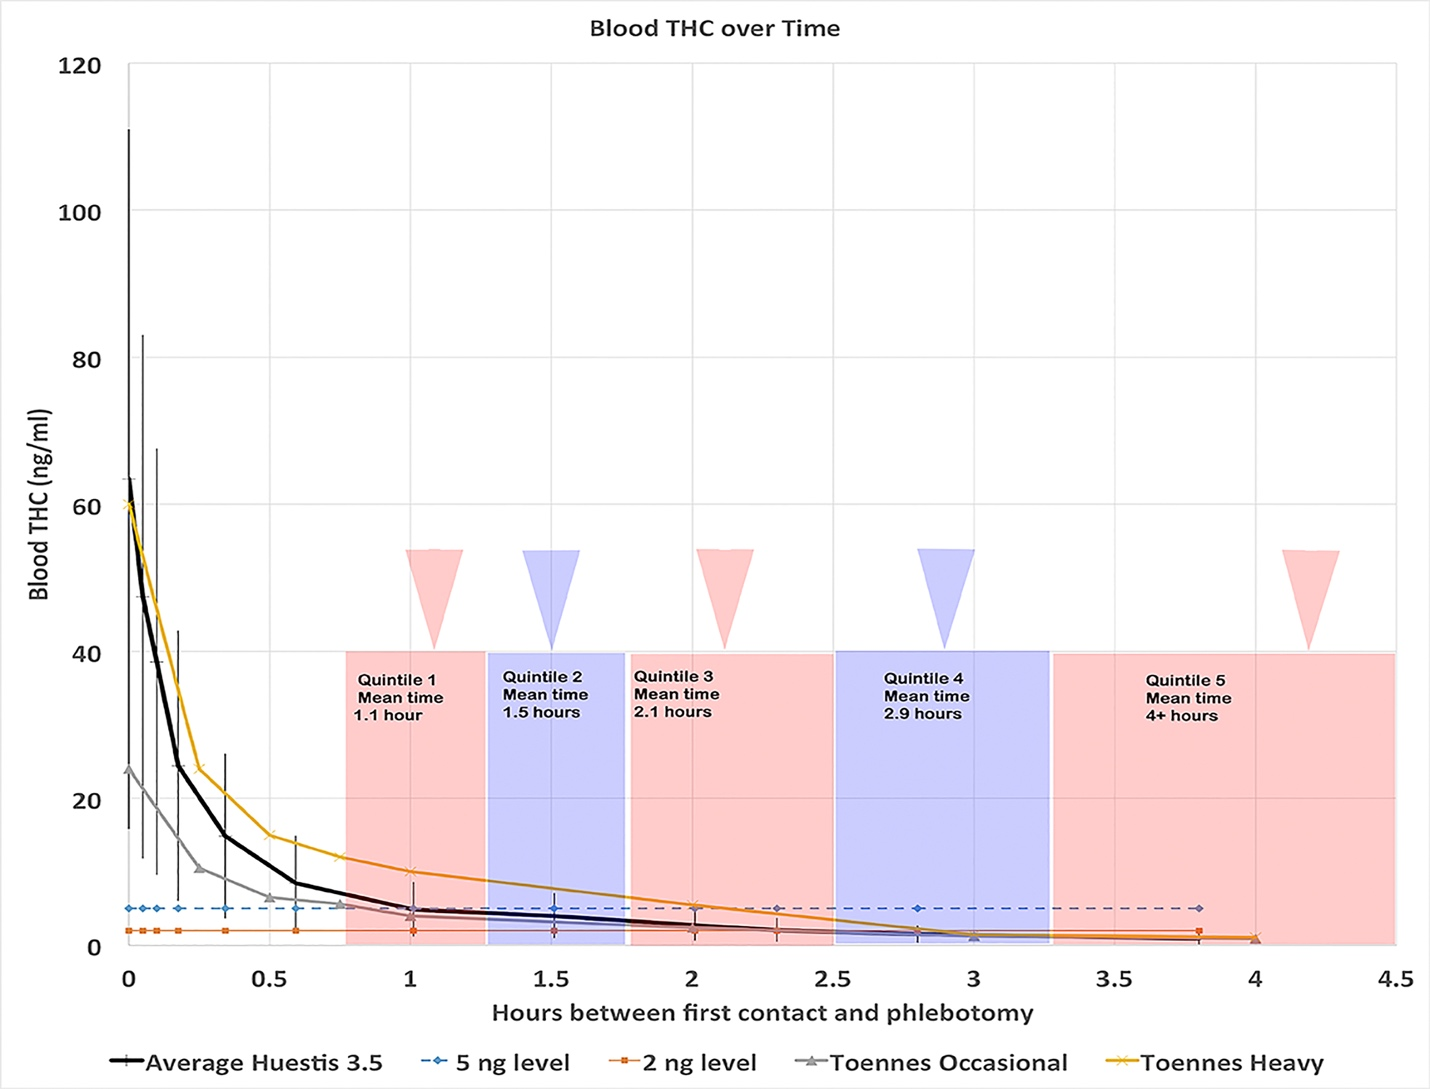 Blood THC over Time
120
100
80
60
40
20
0
Blood THC (ng/ml)
Quintile 1
Mean time
1.1 hour
Quintile 2
Mean time
1.5 hours
Quintile 3
Mean time
2.1 hours
Quintile 4
Mean time
2.9 hours
Quintile 5
Mean time
4+ hours
0 0.5 1 1.5 2 2.5 3 3.5 4 4.5
Hours between first contact and phlebotomy
Average Huestis 3.5 5 ng level 2 ng level Toennes Occasional Toennes Heavy